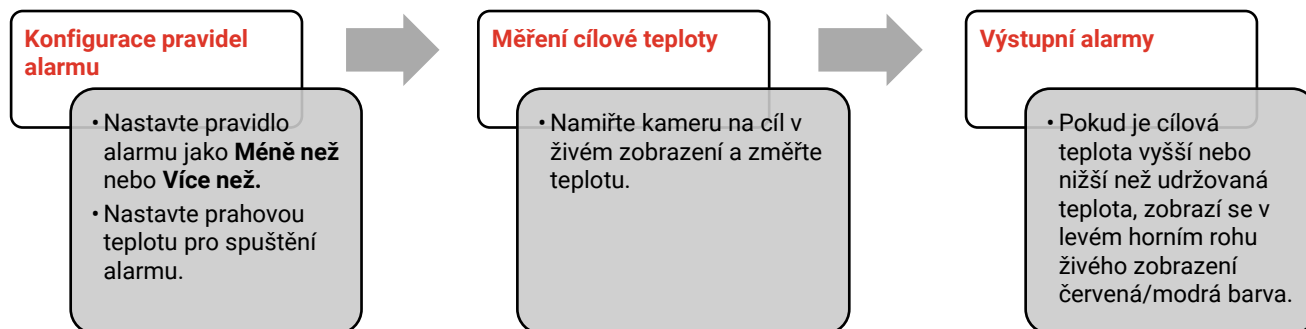 Konfigurace pravidel
alarmu
• Nastavte pravidlo
alarmu jako Méně než
nebo Více než.
• Nastavte prahovou
teplotu pro spuštění
alarmu.
Měření cílové teploty
• Namiřte kameru na cíl v
živém zobrazení a změřte
teplotu.
Výstupní alarmy
• Pokud je cílová
teplota vyšší nebo
nižší než udržovaná
teplota, zobrazí se v
levém horním rohu
živého zobrazení
červená/modrá barva.